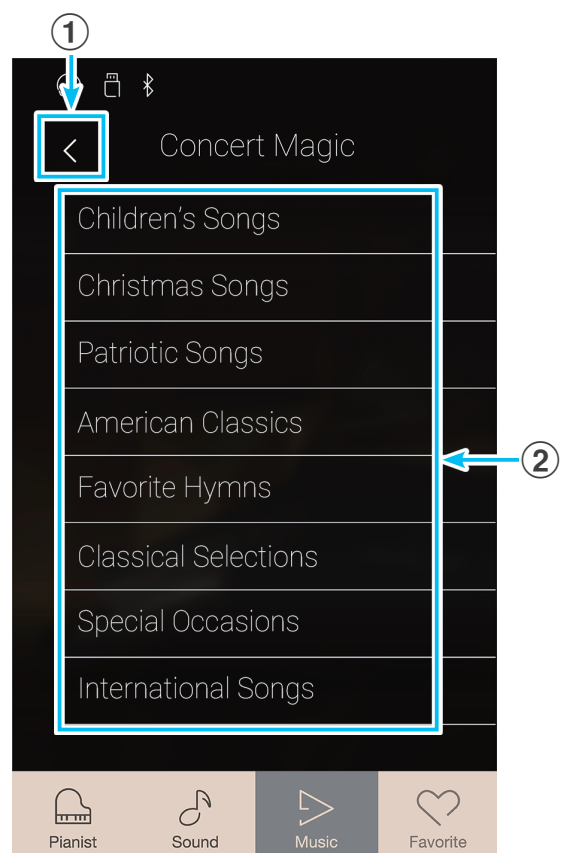 ①
Concert Magic
Children's Songs
Christmas Songs
Patriotic Songs
American Classics
②
Favorite Hymns
Classical Selections
Special Occasions
International Songs
Pianist Sound Music Favorite